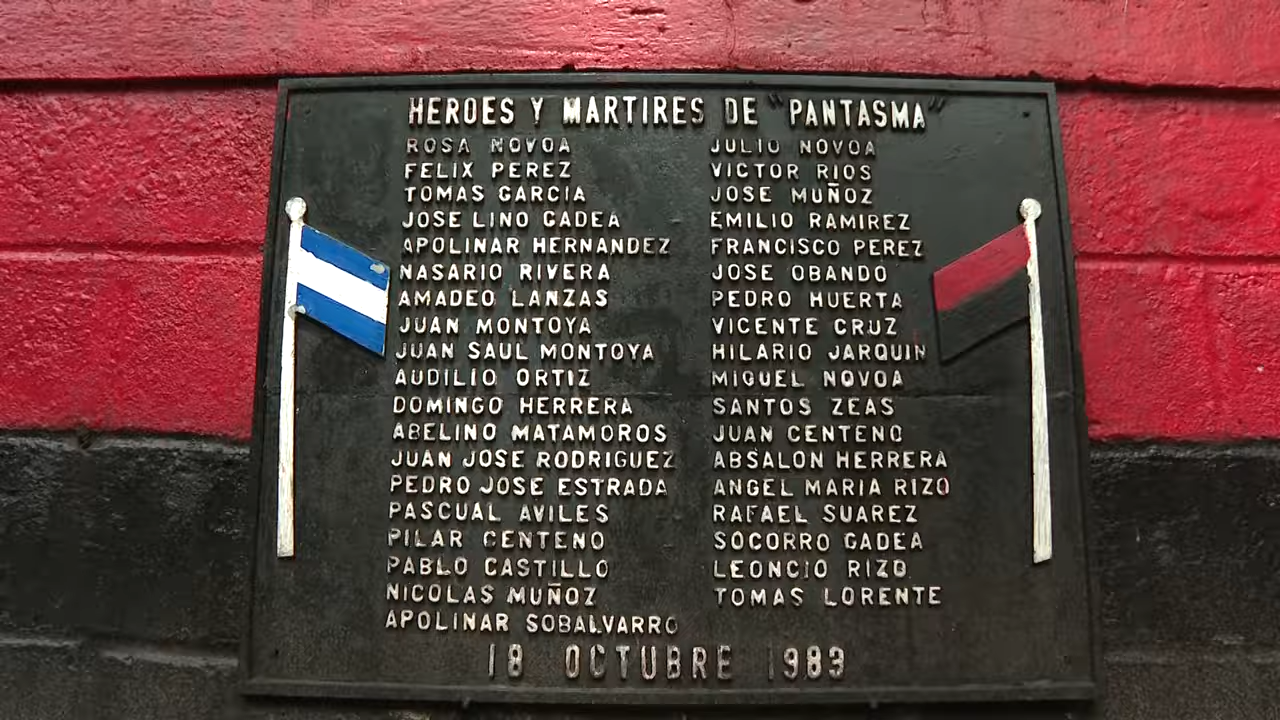 HEROES Y MARTIRES DE "PANTASMA"
ROSA NOVOA
FELIX PEREZ
TOMAS GARCIA
JOSE LINO GADEA
APOLINAR HERNANDEZ
NASARIO RIVERA
AMADEO LANZAS
JUAN MONTOYA
JUAN SAUL MONTOYA
AUDILIO ORTIZ
DOMINGO HERRERA
ABELINO MATAMOROS
JUAN JOSE RODRIGUEZ
PEDRO JOSE ESTRADA
PASCUAL AVILES
PILAR CENTENO
PABLO CASTILLO
NICOLAS MUÑOZ
APOLINAR SOBALVARRO
JULIO NOVOA
VICTOR RIOS
JOSE MUÑOZ
EMILIO RAMIREZ
FRANCISCO PEREZ
JOSE OBANDO
PEDRO HUERTA
VICENTE CRUZ
HILARIO JARQUIN
MIGUEL NOVOA
SANTOS ZEAS
JUAN CENTENO
ABSALON HERRERA
ANGEL MARIA RIZO
RAFAEL SUAREZ
SOCORRO GADEA
LEONCIO RIZO
TOMAS LORENTE
18 OCTUBRE 1983